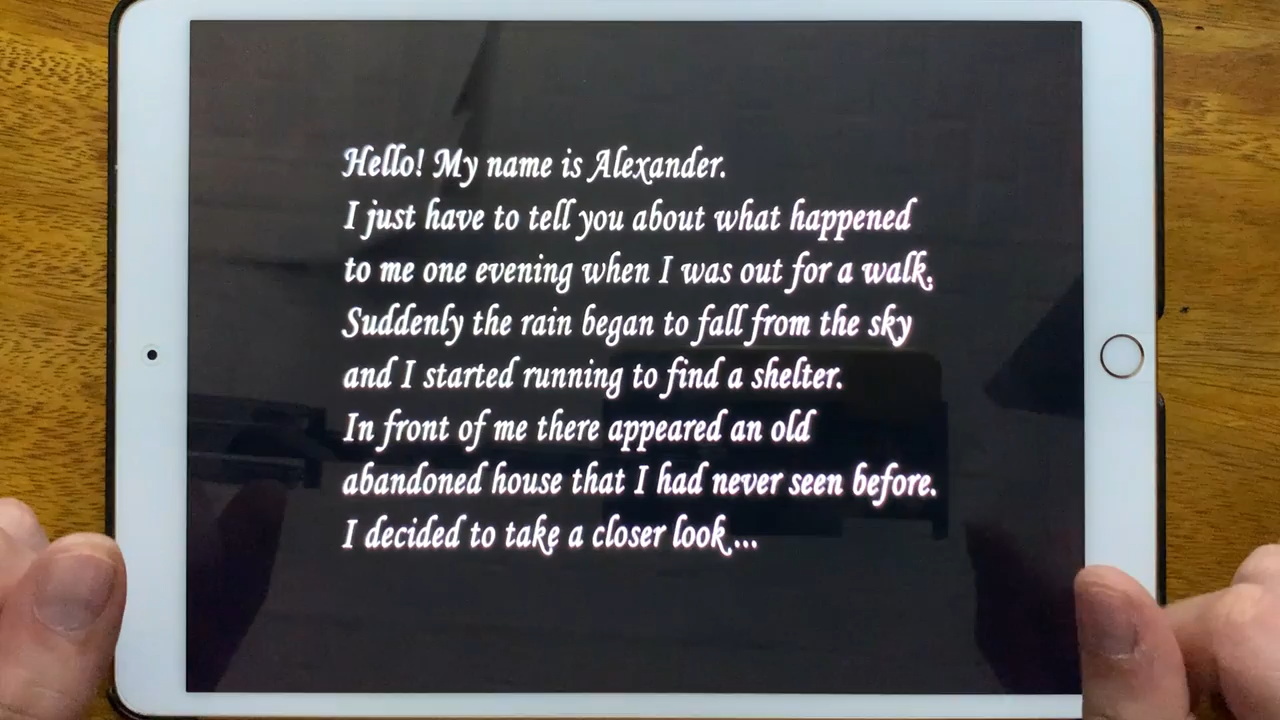 Hello! My name is Alexander.
I just have to tell you about what happened
to me one evening when I was out for a walk.
Suddenly the rain began to fall from the sky
and I started running to find a shelter.
In front of me there appeared an old
abandoned house that I had never seen before.
I decided to take a closer look...